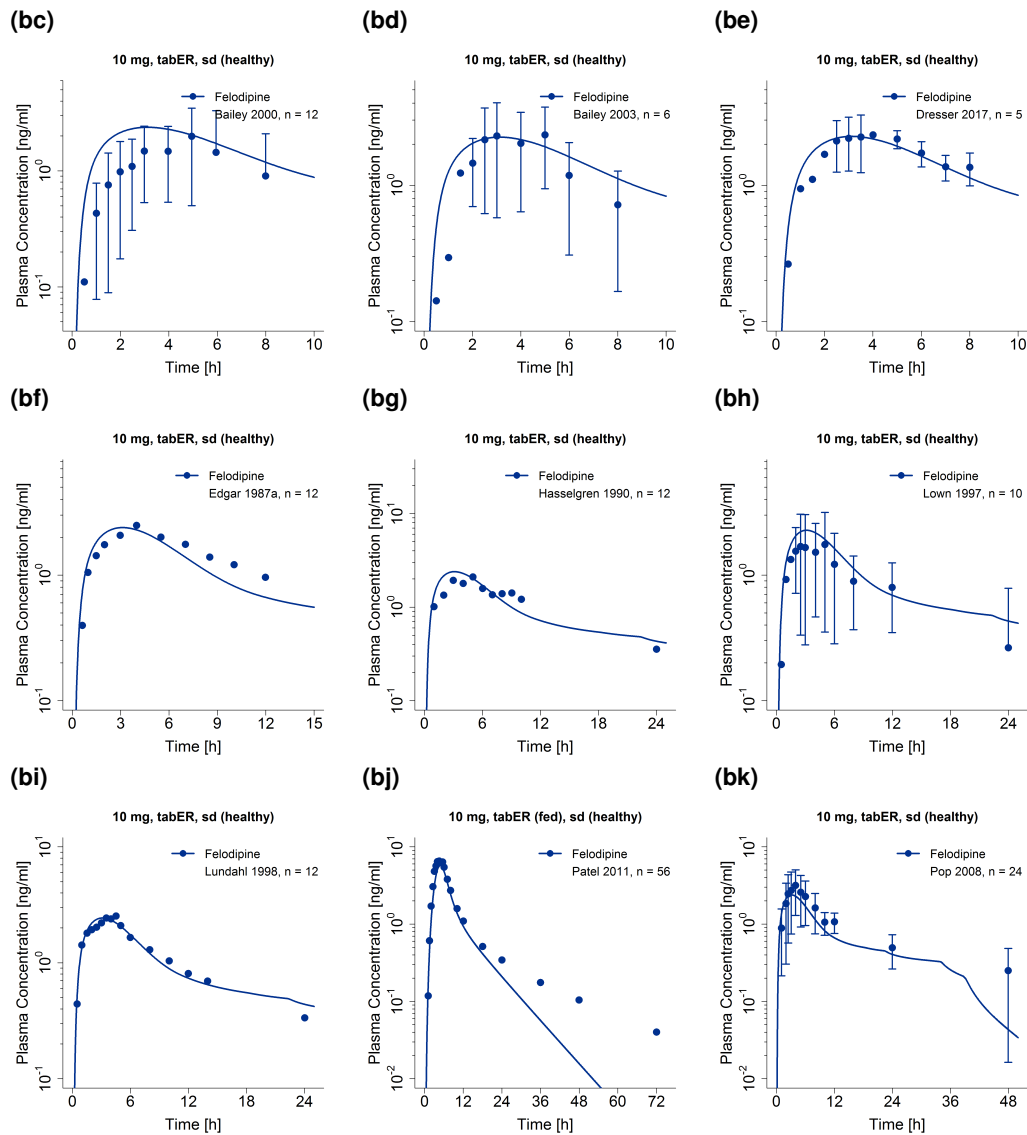 (bc)
10 mg, tabER, sd (healthy)
Felodipine
Bailey 2000, n = 12
Plasma Concentration [ng/ml]
10^0
10^-1
0 2 4 6 8 10
Time [h]
(bd)
10 mg, tabER, sd (healthy)
Felodipine
Bailey 2003, n = 6
Plasma Concentration [ng/ml]
10^0
10^-1
0 2 4 6 8 10
Time [h]
(be)
10 mg, tabER, sd (healthy)
Felodipine
Dresser 2017, n = 5
Plasma Concentration [ng/ml]
10^0
10^-1
0 2 4 6 8 10
Time [h]
(bf)
10 mg, tabER, sd (healthy)
Felodipine
Edgar 1987a, n = 12
Plasma Concentration [ng/ml]
10^0
10^-1
0 3 6 9 12 15
Time [h]
(bg)
10 mg, tabER, sd (healthy)
Felodipine
Hasselgren 1990, n = 12
Plasma Concentration [ng/ml]
10^1
10^0
10^-1
0 6 12 18 24
Time [h]
(bh)
10 mg, tabER, sd (healthy)
Felodipine
Lown 1997, n = 10
Plasma Concentration [ng/ml]
10^0
10^-1
0 6 12 18 24
Time [h]
(bi)
10 mg, tabER, sd (healthy)
Felodipine
Lundahl 1998, n = 12
Plasma Concentration [ng/ml]
10^1
10^0
10^-1
0 6 12 18 24
Time [h]
(bj)
10 mg, tabER (fed), sd (healthy)
Felodipine
Patel 2011, n = 56
Plasma Concentration [ng/ml]
10^1
10^0
10^-1
10^-2
0 12 24 36 48 60 72
Time [h]
(bk)
10 mg, tabER, sd (healthy)
Felodipine
Pop 2008, n = 24
Plasma Concentration [ng/ml]
10^1
10^0
10^-1
10^-2
0 12 24 36 48
Time [h]